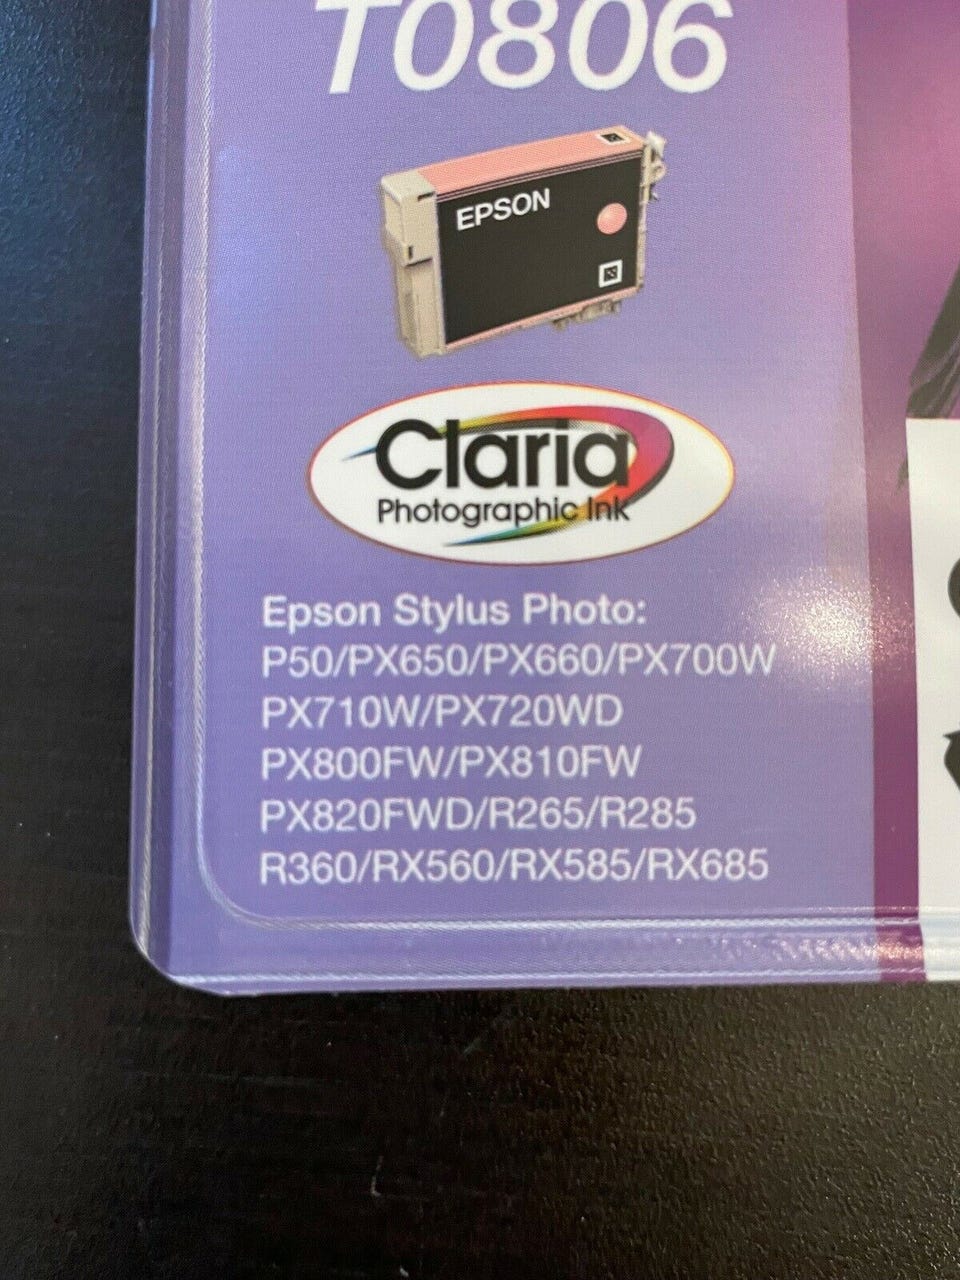 T0806
EPSON
Claria
Photographic Ink
Epson Stylus Photo:
P50/PX650/PX660/PX700W
PX710W/PX720WD
PX800FW/PX810FW
PX820FWD/R265/R285
R360/RX560/RX585/RX685